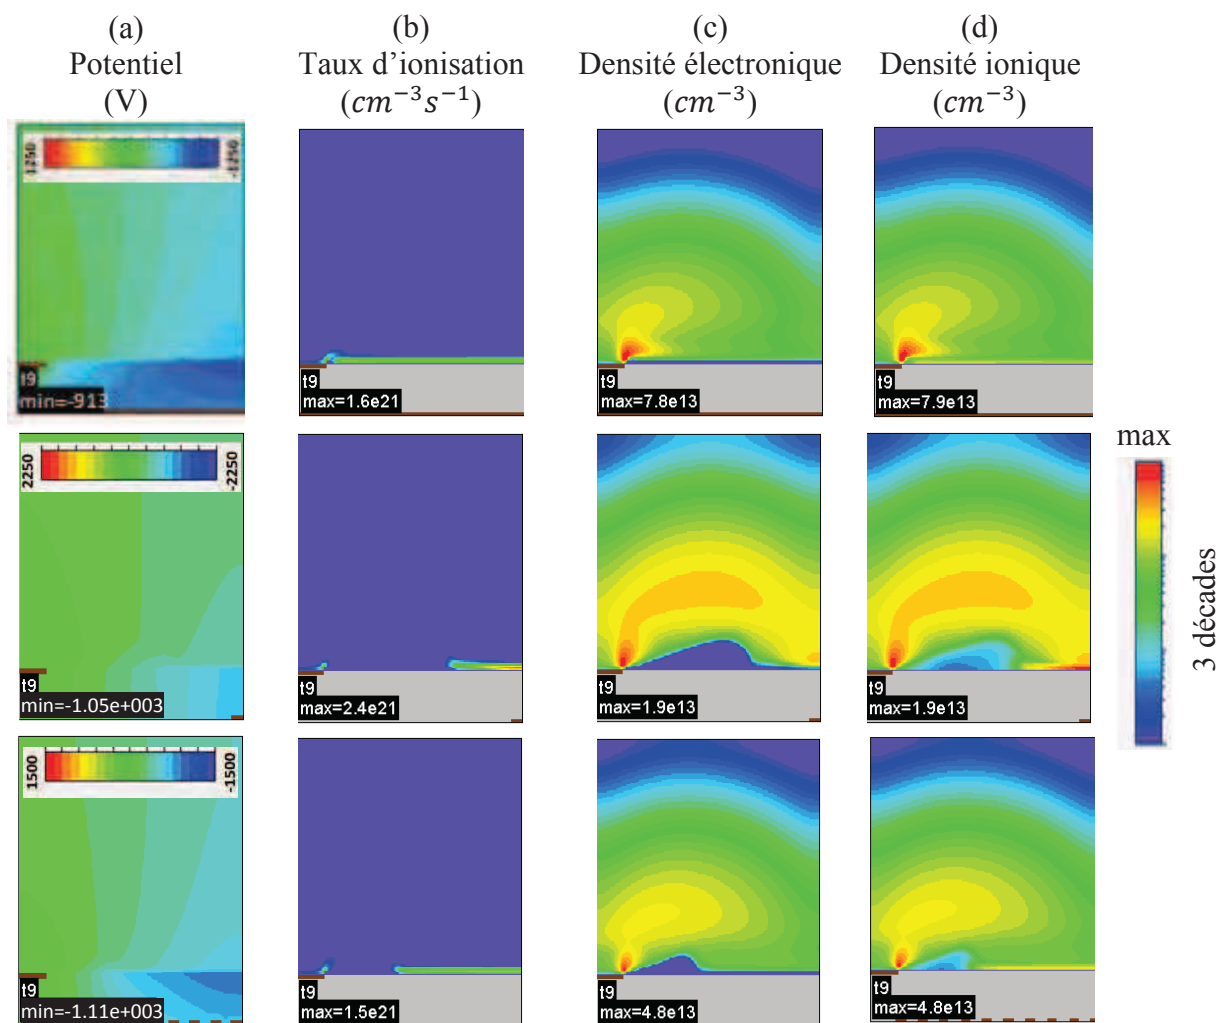 (a) (b) (c) (d)
Potentiel Taux d’ionisation Densité électronique Densité ionique
(V) (cm⁻³s⁻¹) (cm⁻³) (cm⁻³)
1250 -1250
t9 t9 t9 t9
min=-913 max=1.6e21 max=7.8e13 max=7.9e13
max
3 décades
2250 -2250
t9 t9 t9 t9
min=-1.05e+003 max=2.4e21 max=1.9e13 max=1.9e13
1500 -1500
t9 t9 t9 t9
min=-1.11e+003 max=1.5e21 max=4.8e13 max=4.8e13